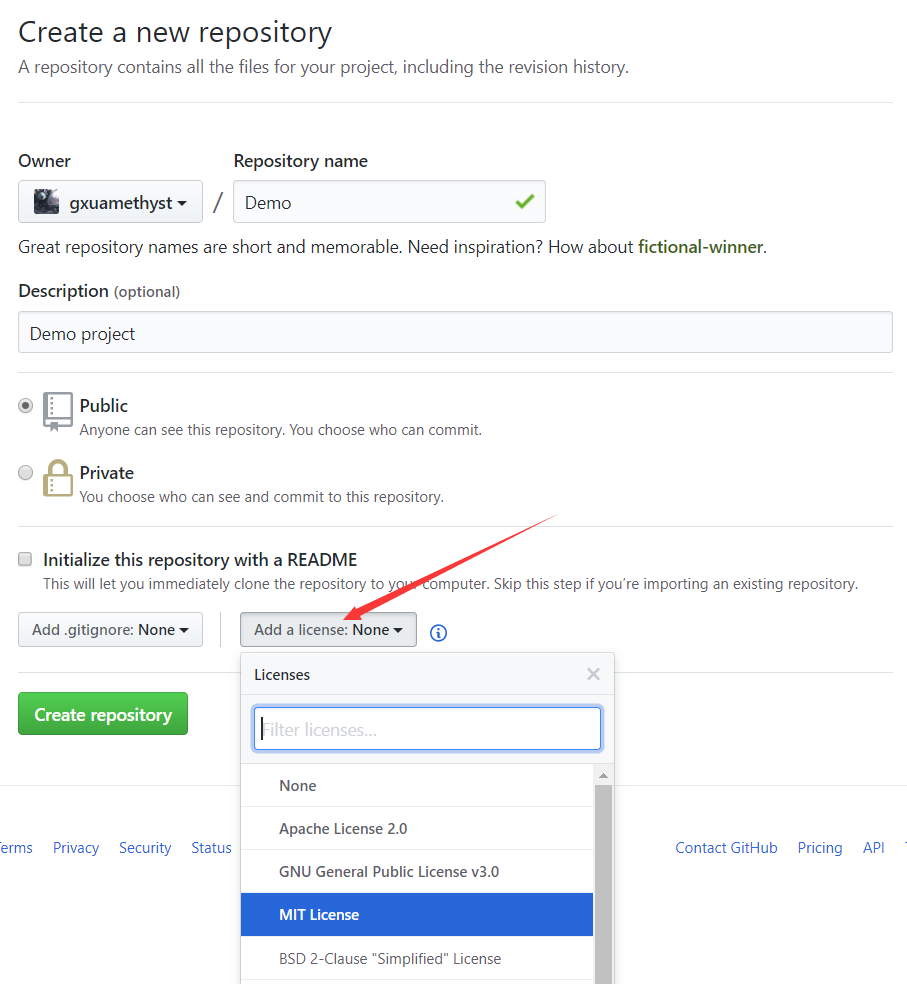 Create a new repository
A repository contains all the files for your project, including the revision history.
Owner
Repository name
gxuamethyst
/
Demo
Great repository names are short and memorable. Need inspiration? How about fictional-winner.
Description (optional)
Demo project
Public
Anyone can see this repository. You choose who can commit.
Private
You choose who can see and commit to this repository.
Initialize this repository with a README
This will let you immediately clone the repository to your computer. Skip this step if you're importing an existing repository.
Add .gitignore: None
Add a license: None
Licenses
Filter licenses...
None
Apache License 2.0
GNU General Public License v3.0
MIT License
BSD 2-Clause "Simplified" License
Create repository
erms Privacy Security Status
Contact GitHub Pricing API